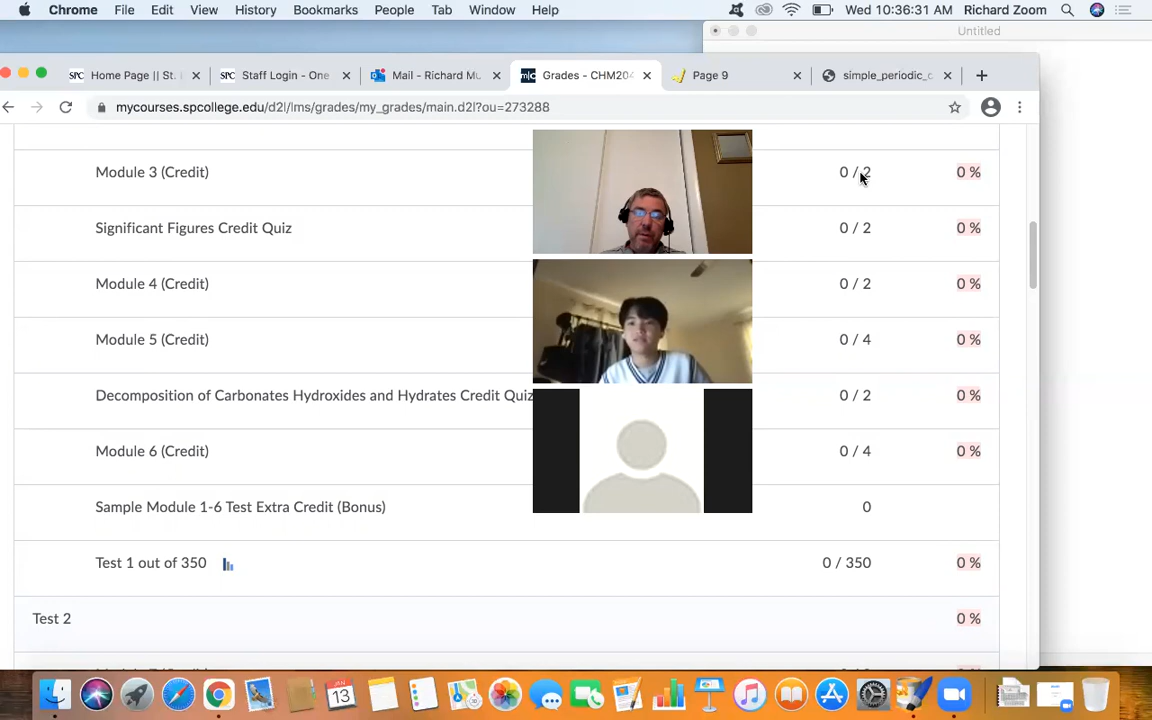 Chrome File Edit View History Bookmarks People Tab Window Help Wed 10:36:31 AM Richard Zoom
Untitled
SPC Home Page || St. SPC Staff Login - One Mail - Richard Mu Grades - CHM204 Page 9 simple_periodic_c
mycourses.spcollege.edu/d2l/lms/grades/my_grades/main.d2l?ou=273288
Module 3 (Credit) 0 / 2 0 %
Significant Figures Credit Quiz 0 / 2 0 %
Module 4 (Credit) 0 / 2 0 %
Module 5 (Credit) 0 / 4 0 %
Decomposition of Carbonates Hydroxides and Hydrates Credit Quiz 0 / 2 0 %
Module 6 (Credit) 0 / 4 0 %
Sample Module 1-6 Test Extra Credit (Bonus) 0
Test 1 out of 350 0 / 350 0 %
Test 2 0 %
JAN
13